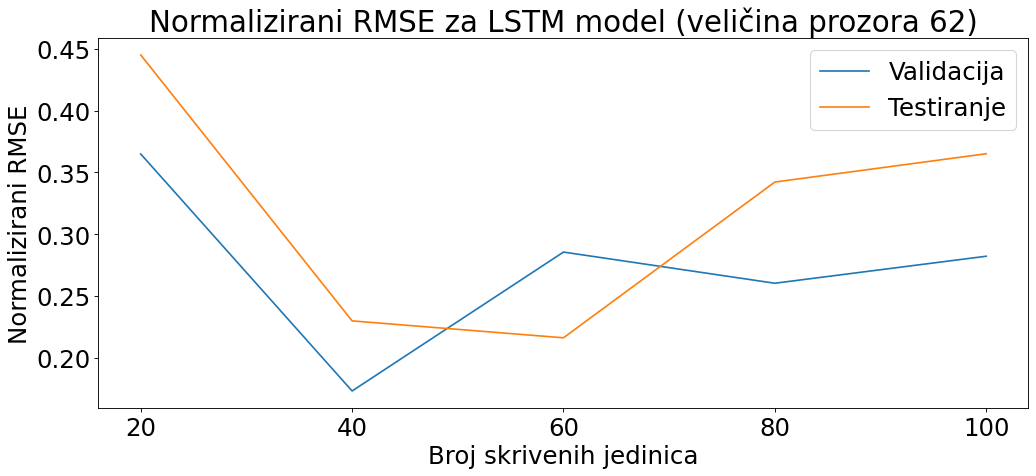 Normalizirani RMSE za LSTM model (veličina prozora 62)
Normalizirani RMSE
0.45
0.40
0.35
0.30
0.25
0.20
Validacija
Testiranje
20 40 60 80 100
Broj skrivenih jedinica